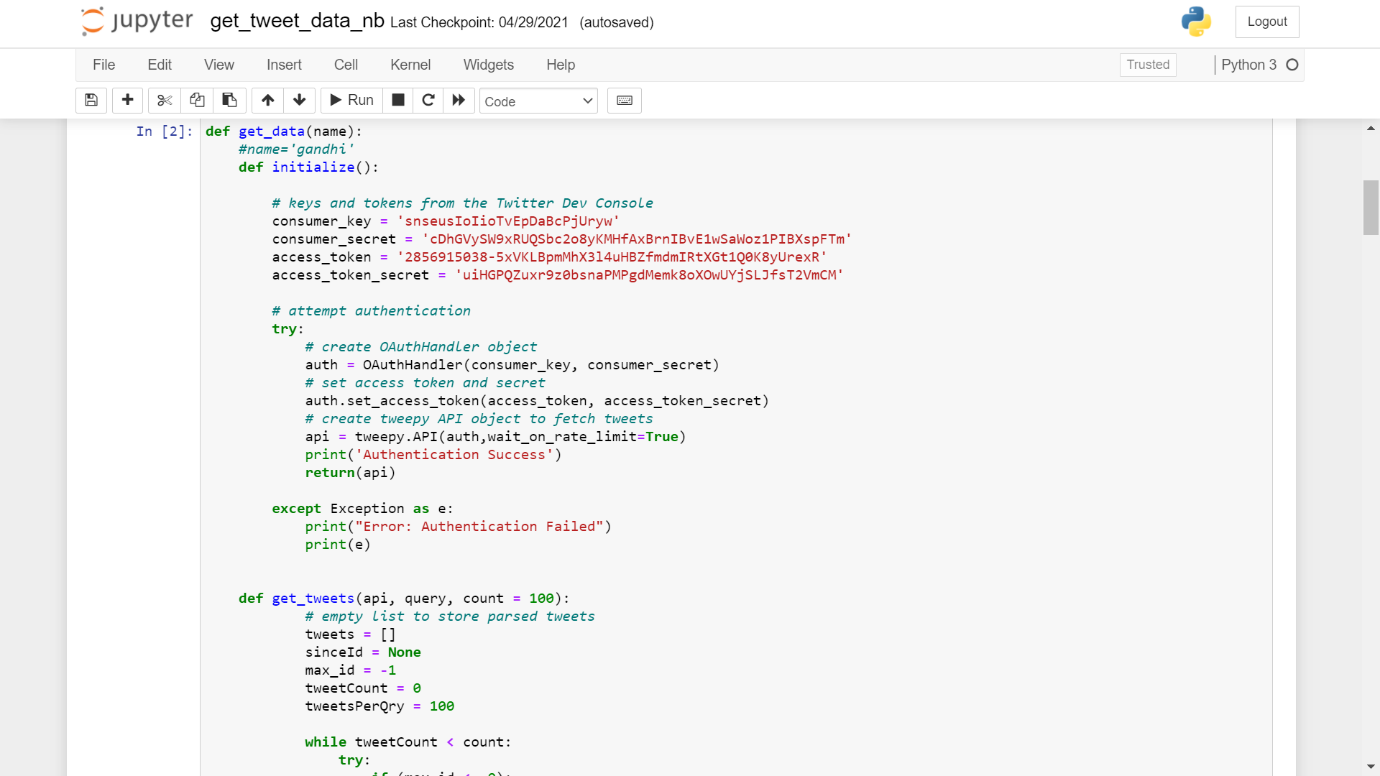 jupyter get_tweet_data_nb Last Checkpoint: 04/29/2021 (autosaved) Logout
File Edit View Insert Cell Kernel Widgets Help Trusted Python 3
Run Code
In [2]: def get_data(name):
#name='gandhi'
def initialize():
# keys and tokens from the Twitter Dev Console
consumer_key = 'snseusIoIioTvEpDaBcPjUryw'
consumer_secret = 'cDhGVySW9xRUQSbc2o8yKMHfAxBrnIBvE1wSaWoz1PIBXspFTm'
access_token = '2856915038-5xVKLBpmMhX3l4uHBZfmdmIRtXGt1Q0K8yUrexR'
access_token_secret = 'uiHGPQZuxr9z0bsnaPMPgdMemk8oXOwUYjSLJfsT2VmCM'
# attempt authentication
try:
# create OAuthHandler object
auth = OAuthHandler(consumer_key, consumer_secret)
# set access token and secret
auth.set_access_token(access_token, access_token_secret)
# create tweepy API object to fetch tweets
api = tweepy.API(auth,wait_on_rate_limit=True)
print('Authentication Success')
return(api)
except Exception as e:
print("Error: Authentication Failed")
print(e)
def get_tweets(api, query, count = 100):
# empty list to store parsed tweets
tweets = []
sinceId = None
max_id = -1
tweetCount = 0
tweetsPerQry = 100
while tweetCount < count:
try: